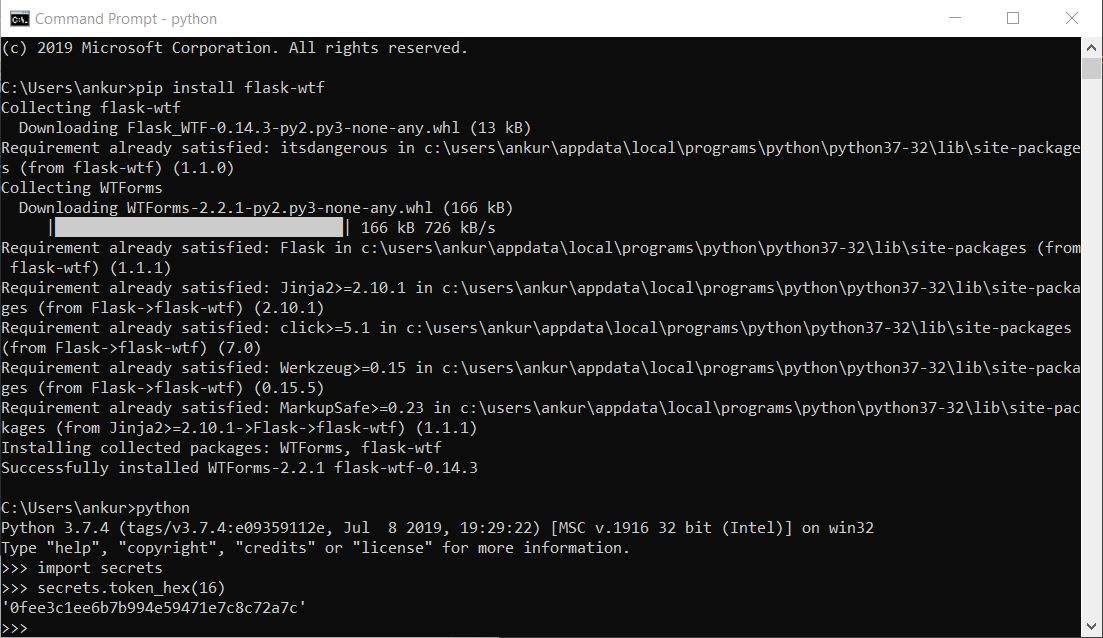 Command Prompt - python
(c) 2019 Microsoft Corporation. All rights reserved.
C:\Users\ankur>pip install flask-wtf
Collecting flask-wtf
  Downloading Flask_WTF-0.14.3-py2.py3-none-any.whl (13 kB)
Requirement already satisfied: itsdangerous in c:\users\ankur\appdata\local\programs\python\python37-32\lib\site-package
s (from flask-wtf) (1.1.0)
Collecting WTForms
  Downloading WTForms-2.2.1-py2.py3-none-any.whl (166 kB)
     |████████████████████████████████| 166 kB 726 kB/s
Requirement already satisfied: Flask in c:\users\ankur\appdata\local\programs\python\python37-32\lib\site-packages (from
 flask-wtf) (1.1.1)
Requirement already satisfied: Jinja2>=2.10.1 in c:\users\ankur\appdata\local\programs\python\python37-32\lib\site-packa
ges (from Flask->flask-wtf) (2.10.1)
Requirement already satisfied: click>=5.1 in c:\users\ankur\appdata\local\programs\python\python37-32\lib\site-packages
(from Flask->flask-wtf) (7.0)
Requirement already satisfied: Werkzeug>=0.15 in c:\users\ankur\appdata\local\programs\python\python37-32\lib\site-packa
ges (from Flask->flask-wtf) (0.15.5)
Requirement already satisfied: MarkupSafe>=0.23 in c:\users\ankur\appdata\local\programs\python\python37-32\lib\site-pac
kages (from Jinja2>=2.10.1->Flask->flask-wtf) (1.1.1)
Installing collected packages: WTForms, flask-wtf
Successfully installed WTForms-2.2.1 flask-wtf-0.14.3
C:\Users\ankur>python
Python 3.7.4 (tags/v3.7.4:e09359112e, Jul  8 2019, 19:29:22) [MSC v.1916 32 bit (Intel)] on win32
Type "help", "copyright", "credits" or "license" for more information.
>>> import secrets
>>> secrets.token_hex(16)
'0fee3c1ee6b7b994e59471e7c8c72a7c'
>>>